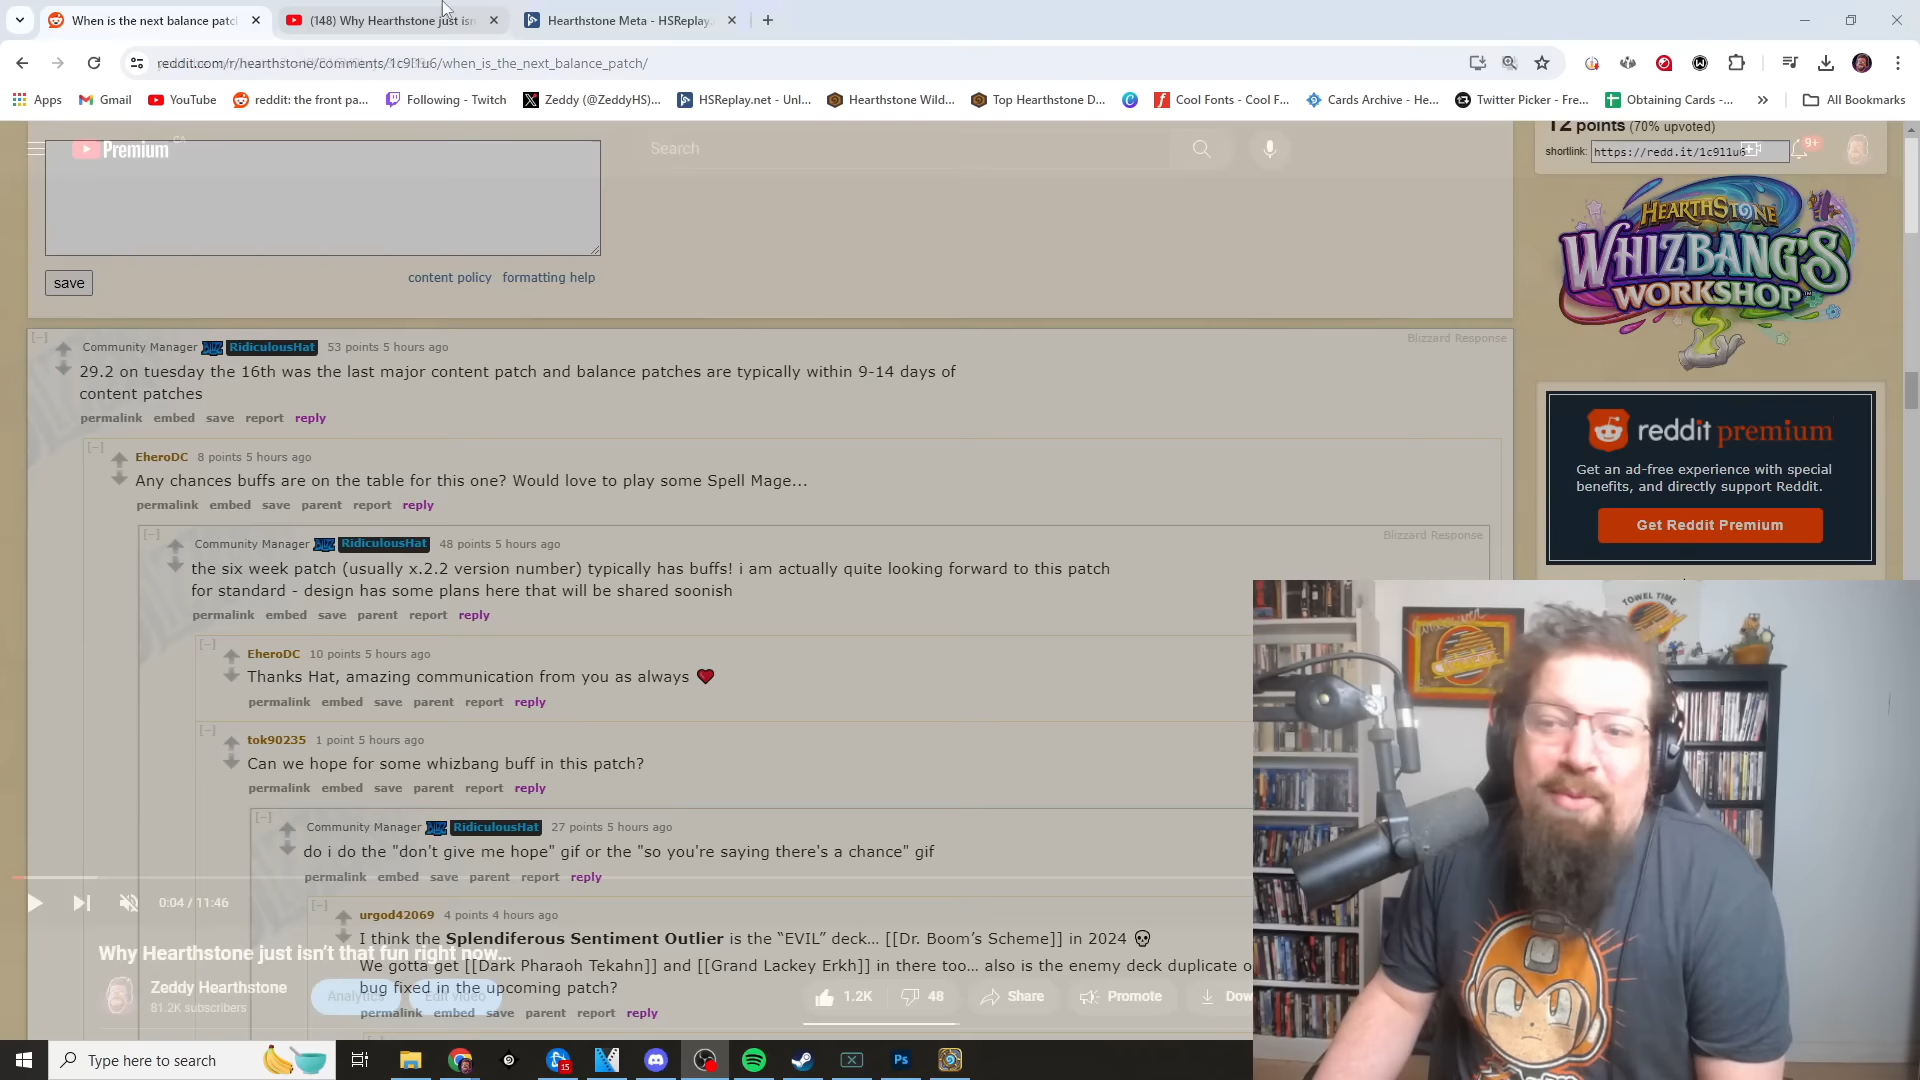 When is the next balance patc
(148) Why Hearthstone just isn
Hearthstone Meta - HSReplay.
reddit.com/r/hearthstone/comments/1c9l1u6/when_is_the_next_balance_patch/
Apps
Gmail
YouTube
reddit: the front pa...
Following - Twitch
Zeddy (@ZeddyHS)...
HSReplay.net - Unl...
Hearthstone Wild...
Top Hearthstone D...
Cool Fonts - Cool F...
Cards Archive - He...
Twitter Picker - Fre...
Obtaining Cards -...
All Bookmarks
Premium
CA
Search
12 points (70% upvoted)
shortlink: https://redd.it/1c9l1u6
9+
save
content policy formatting help
HEARTHSTONE
WHIZBANG'S
WORKSHOP
Blizzard Response
Community Manager RidiculousHat 53 points 5 hours ago
29.2 on tuesday the 16th was the last major content patch and balance patches are typically within 9-14 days of
content patches
permalink embed save report reply
EheroDC 8 points 5 hours ago
Any chances buffs are on the table for this one? Would love to play some Spell Mage...
permalink embed save parent report reply
Blizzard Response
Community Manager RidiculousHat 48 points 5 hours ago
the six week patch (usually x.2.2 version number) typically has buffs! i am actually quite looking forward to this patch
for standard - design has some plans here that will be shared soonish
permalink embed save parent report reply
EheroDC 10 points 5 hours ago
Thanks Hat, amazing communication from you as always ❤
permalink embed save parent report reply
tok90235 1 point 5 hours ago
Can we hope for some whizbang buff in this patch?
permalink embed save parent report reply
Community Manager RidiculousHat 27 points 5 hours ago
do i do the "don't give me hope" gif or the "so you're saying there's a chance" gif
permalink embed save parent report reply
urgod42069 4 points 4 hours ago
I think the Splendiferous Sentiment Outlier is the “EVIL” deck... [[Dr. Boom’s Scheme]] in 2024 💀
We gotta get [[Dark Pharaoh Tekahn]] and [[Grand Lackey Erkh]] in there too... also is the enemy deck duplicate o
bug fixed in the upcoming patch?
permalink embed save parent report reply
reddit premium
Get an ad-free experience with special
benefits, and directly support Reddit.
Get Reddit Premium
TOWEL TIME
0:04 / 11:46
Why Hearthstone just isn’t that fun right now...
Zeddy Hearthstone
81.2K subscribers
Analytics
Edit video
1.2K
48
Share
Promote
Dow
Type here to search
15
Ps